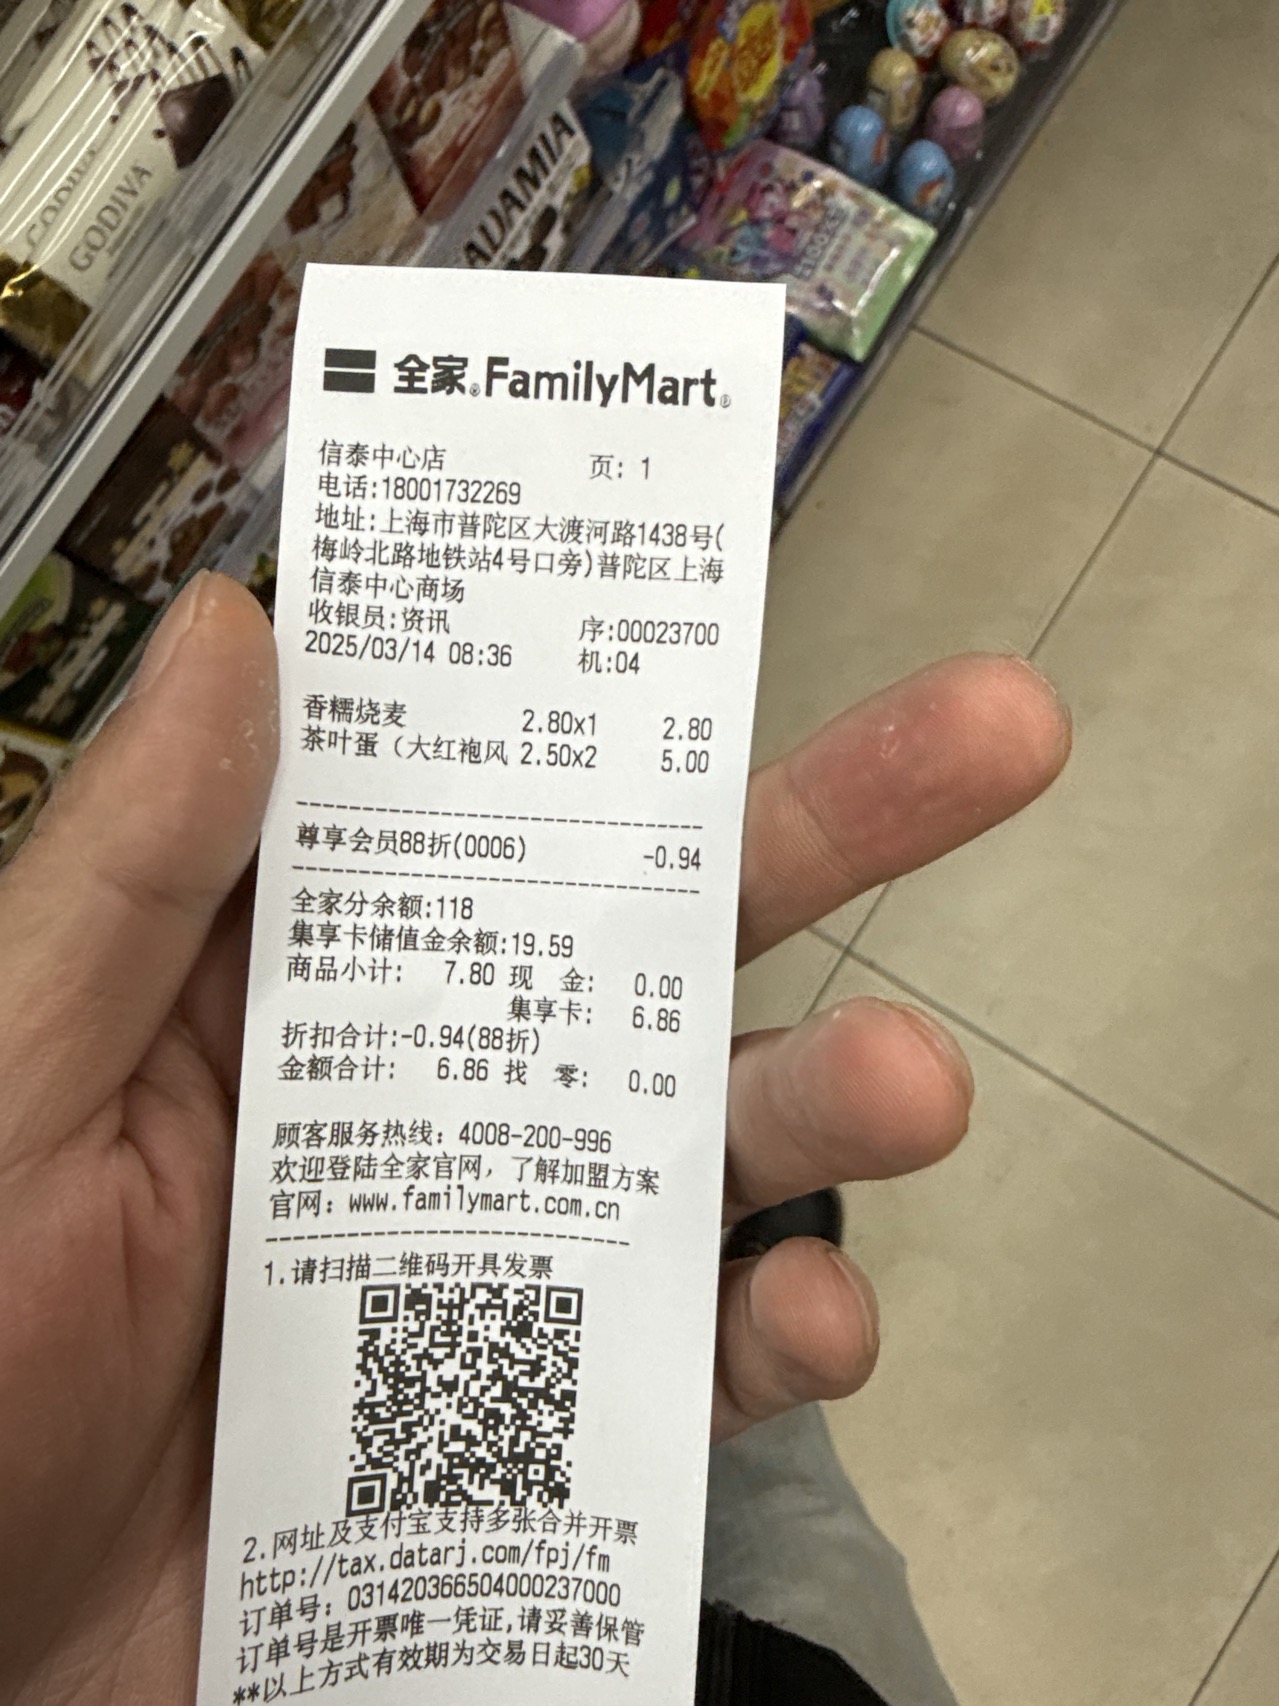 GODIVA
GODIVA
ADAMIA
全家®FamilyMart®
信泰中心店 页: 1
电话:18001732269
地址:上海市普陀区大渡河路1438号(
梅岭北路地铁站4号口旁)普陀区上海
信泰中心商场
收银员:资讯 序:00023700
2025/03/14 08:36 机:04
香糯烧麦 2.80x1 2.80
茶叶蛋（大红袍风 2.50x2 5.00
尊享会员88折(0006) -0.94
全家分余额:118
集享卡储值金余额:19.59
商品小计: 7.80 现 金: 0.00
集享卡: 6.86
折扣合计:-0.94(88折)
金额合计: 6.86 找 零: 0.00
顾客服务热线: 4008-200-996
欢迎登陆全家官网，了解加盟方案
官网: www.familymart.com.cn
1.请扫描二维码开具发票
2.网址及支付宝支持多张合并开票
http://tax.datarj.com/fpj/fm
订单号: 031420366504000237000
订单号是开票唯一凭证,请妥善保管
**以上方式有效期为交易日起30天